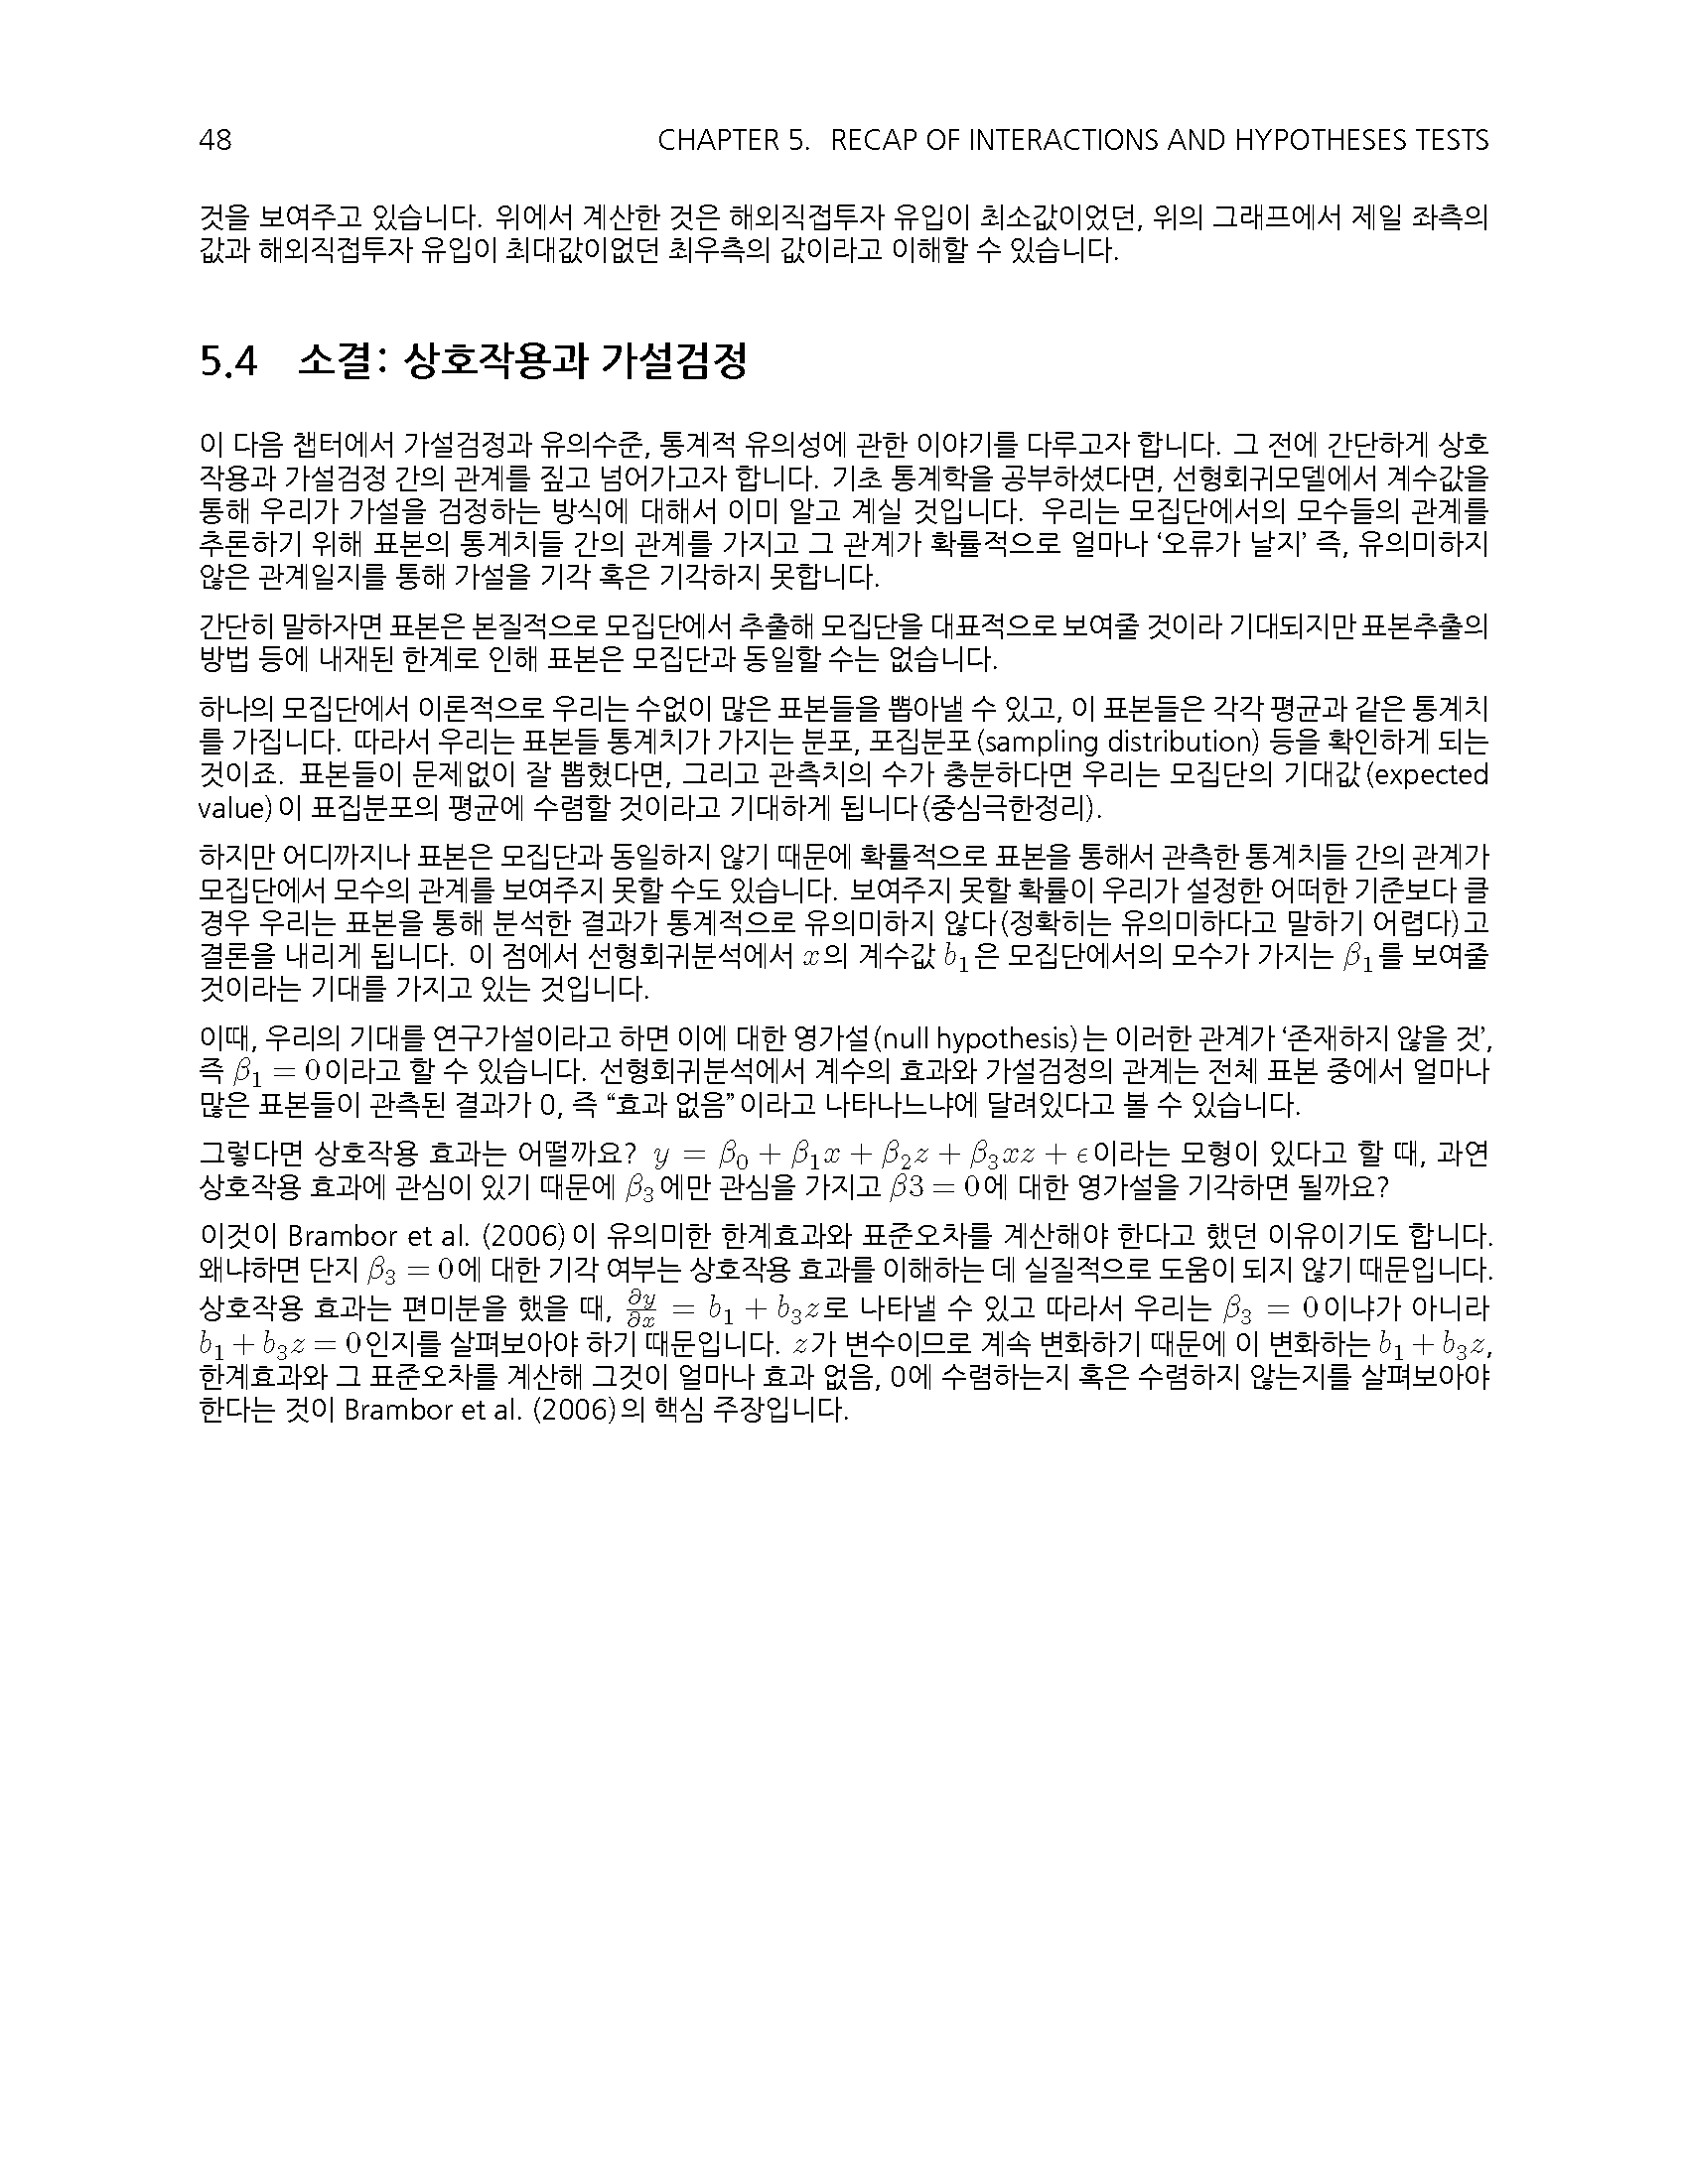 48 CHAPTER 5. RECAP OF INTERACTIONS AND HYPOTHESES TESTS
것을 보여주고 있습니다. 위에서 계산한 것은 해외직접투자 유입이 최소값이었던, 위의 그래프에서 제일 좌측의
값과 해외직접투자 유입이 최대값이없던 최우측의 값이라고 이해할 수 있습니다.
5.4 소결: 상호작용과 가설검정
이 다음 챕터에서 가설검정과 유의수준, 통계적 유의성에 관한 이야기를 다루고자 합니다. 그 전에 간단하게 상호
작용과 가설검정 간의 관계를 짚고 넘어가고자 합니다. 기초 통계학을 공부하셨다면, 선형회귀모델에서 계수값을
통해 우리가 가설을 검정하는 방식에 대해서 이미 알고 계실 것입니다. 우리는 모집단에서의 모수들의 관계를
추론하기 위해 표본의 통계치들 간의 관계를 가지고 그 관계가 확률적으로 얼마나 ‘오류가 날지’ 즉, 유의미하지
않은 관계일지를 통해 가설을 기각 혹은 기각하지 못합니다.
간단히 말하자면 표본은 본질적으로 모집단에서 추출해 모집단을 대표적으로 보여줄 것이라 기대되지만 표본추출의
방법 등에 내재된 한계로 인해 표본은 모집단과 동일할 수는 없습니다.
하나의 모집단에서 이론적으로 우리는 수없이 많은 표본들을 뽑아낼 수 있고, 이 표본들은 각각 평균과 같은 통계치
를 가집니다. 따라서 우리는 표본들 통계치가 가지는 분포, 포집분포(sampling distribution) 등을 확인하게 되는
것이죠. 표본들이 문제없이 잘 뽑혔다면, 그리고 관측치의 수가 충분하다면 우리는 모집단의 기대값(expected
value)이 표집분포의 평균에 수렴할 것이라고 기대하게 됩니다(중심극한정리).
하지만 어디까지나 표본은 모집단과 동일하지 않기 때문에 확률적으로 표본을 통해서 관측한 통계치들 간의 관계가
모집단에서 모수의 관계를 보여주지 못할 수도 있습니다. 보여주지 못할 확률이 우리가 설정한 어떠한 기준보다 클
경우 우리는 표본을 통해 분석한 결과가 통계적으로 유의미하지 않다(정확히는 유의미하다고 말하기 어렵다)고
결론을 내리게 됩니다. 이 점에서 선형회귀분석에서 x의 계수값 b₁은 모집단에서의 모수가 가지는 β₁를 보여줄
것이라는 기대를 가지고 있는 것입니다.
이때, 우리의 기대를 연구가설이라고 하면 이에 대한 영가설(null hypothesis)는 이러한 관계가 ‘존재하지 않을 것’,
즉 β₁ = 0이라고 할 수 있습니다. 선형회귀분석에서 계수의 효과와 가설검정의 관계는 전체 표본 중에서 얼마나
많은 표본들이 관측된 결과가 0, 즉 “효과 없음”이라고 나타나느냐에 달려있다고 볼 수 있습니다.
그렇다면 상호작용 효과는 어떨까요? y = β₀ + β₁x + β₂z + β₃xz + ϵ이라는 모형이 있다고 할 때, 과연
상호작용 효과에 관심이 있기 때문에 β₃에만 관심을 가지고 β3 = 0에 대한 영가설을 기각하면 될까요?
이것이 Brambor et al. (2006)이 유의미한 한계효과와 표준오차를 계산해야 한다고 했던 이유이기도 합니다.
왜냐하면 단지 β₃ = 0에 대한 기각 여부는 상호작용 효과를 이해하는 데 실질적으로 도움이 되지 않기 때문입니다.
상호작용 효과는 편미분을 했을 때, ∂y/∂x = b₁ + b₃z로 나타낼 수 있고 따라서 우리는 β₃ = 0이냐가 아니라
b₁ + b₃z = 0인지를 살펴보아야 하기 때문입니다. z가 변수이므로 계속 변화하기 때문에 이 변화하는 b₁ + b₃z,
한계효과와 그 표준오차를 계산해 그것이 얼마나 효과 없음, 0에 수렴하는지 혹은 수렴하지 않는지를 살펴보아야
한다는 것이 Brambor et al. (2006)의 핵심 주장입니다.